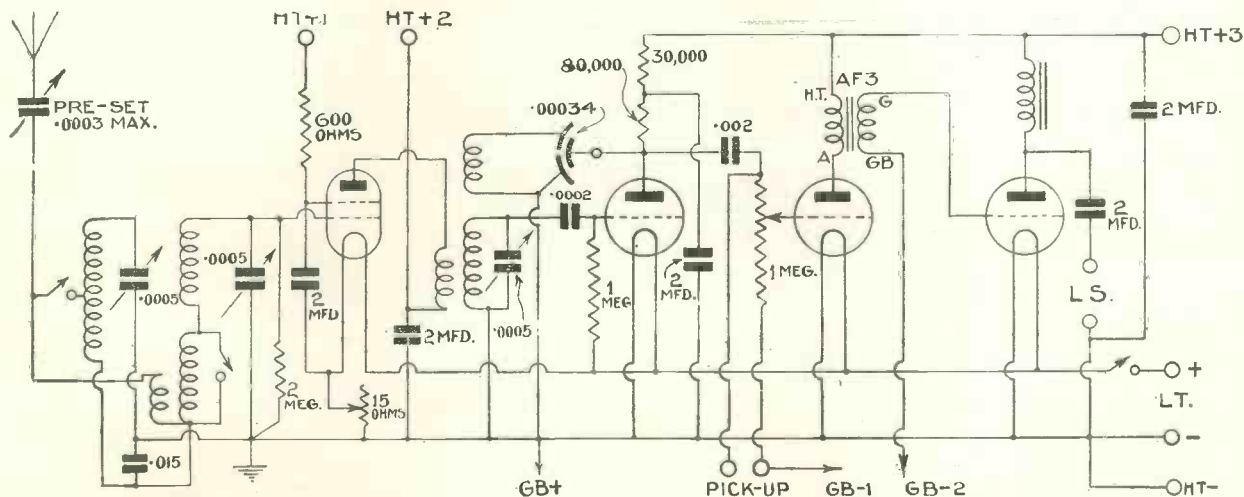 HT+1
HT+2
HT+3
PRE-SET
.0003 MAX.
600
OHMS
80,000
30,000
.00034
AF3
H.T.
G
A
GB
2 MFD.
.002
.0002
.0005
.0005
2
MFD
2 MFD.
.0005
1
MEG
2
MFD.
1 MEG.
2
MFD.
LS.
2
MEG.
15
OHMS
+
LT.
-
.015
GB+
PICK-UP
GB-1
GB-2
HT-